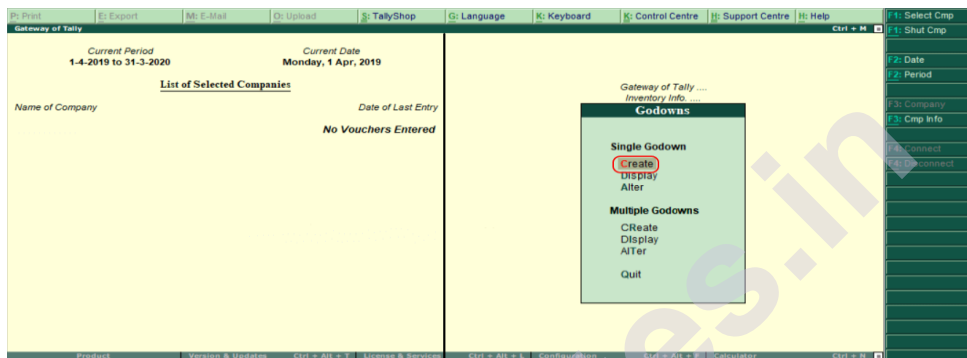 P: Print E: Export M: E-Mail O: Upload S: TallyShop G: Language K: Keyboard K: Control Centre H: Support Centre H: Help
Gateway of Tally Ctrl + M
Current Period Current Date
1-4-2019 to 31-3-2020 Monday, 1 Apr, 2019
List of Selected Companies
Name of Company Date of Last Entry
No Vouchers Entered
Gateway of Tally ....
Inventory Info. ....
Godowns
Single Godown
Create
Display
Alter
Multiple Godowns
CReate
DIsplay
AlTer
Quit
F1: Select Cmp
F1: Shut Cmp
F2: Date
F2: Period
F3: Company
F3: Cmp Info
F4: Connect
F4: Disconnect
es.in
Product Version & Updates Ctrl + Alt + T License & Services Ctrl + Alt + L Configuration Ctrl + Alt + F Calculator Ctrl + N